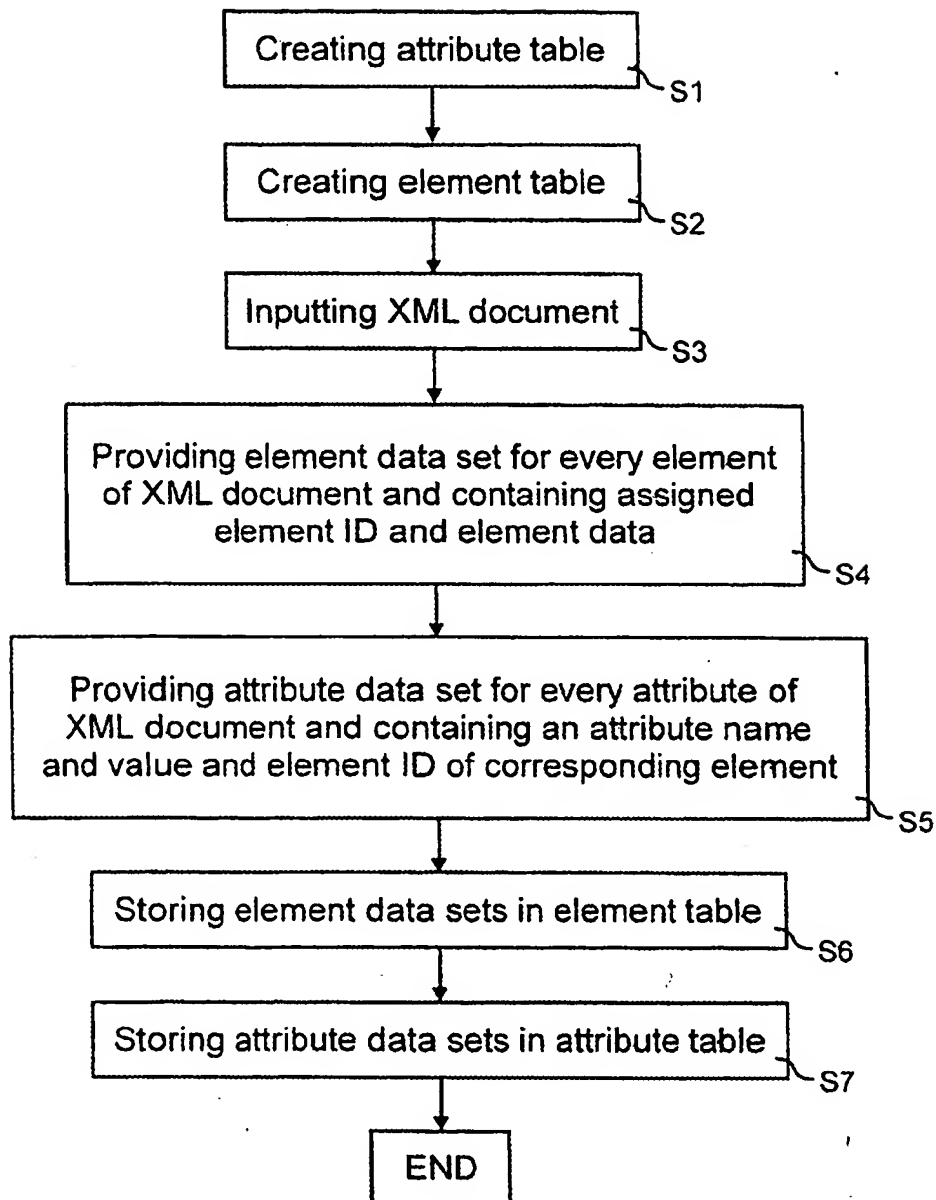 Creating attribute table
S1
Creating element table
S2
Inputting XML document
S3
Providing element data set for every element
of XML document and containing assigned
element ID and element data
S4
Providing attribute data set for every attribute of
XML document and containing an attribute name
and value and element ID of corresponding element
S5
Storing element data sets in element table
S6
Storing attribute data sets in attribute table
S7
END